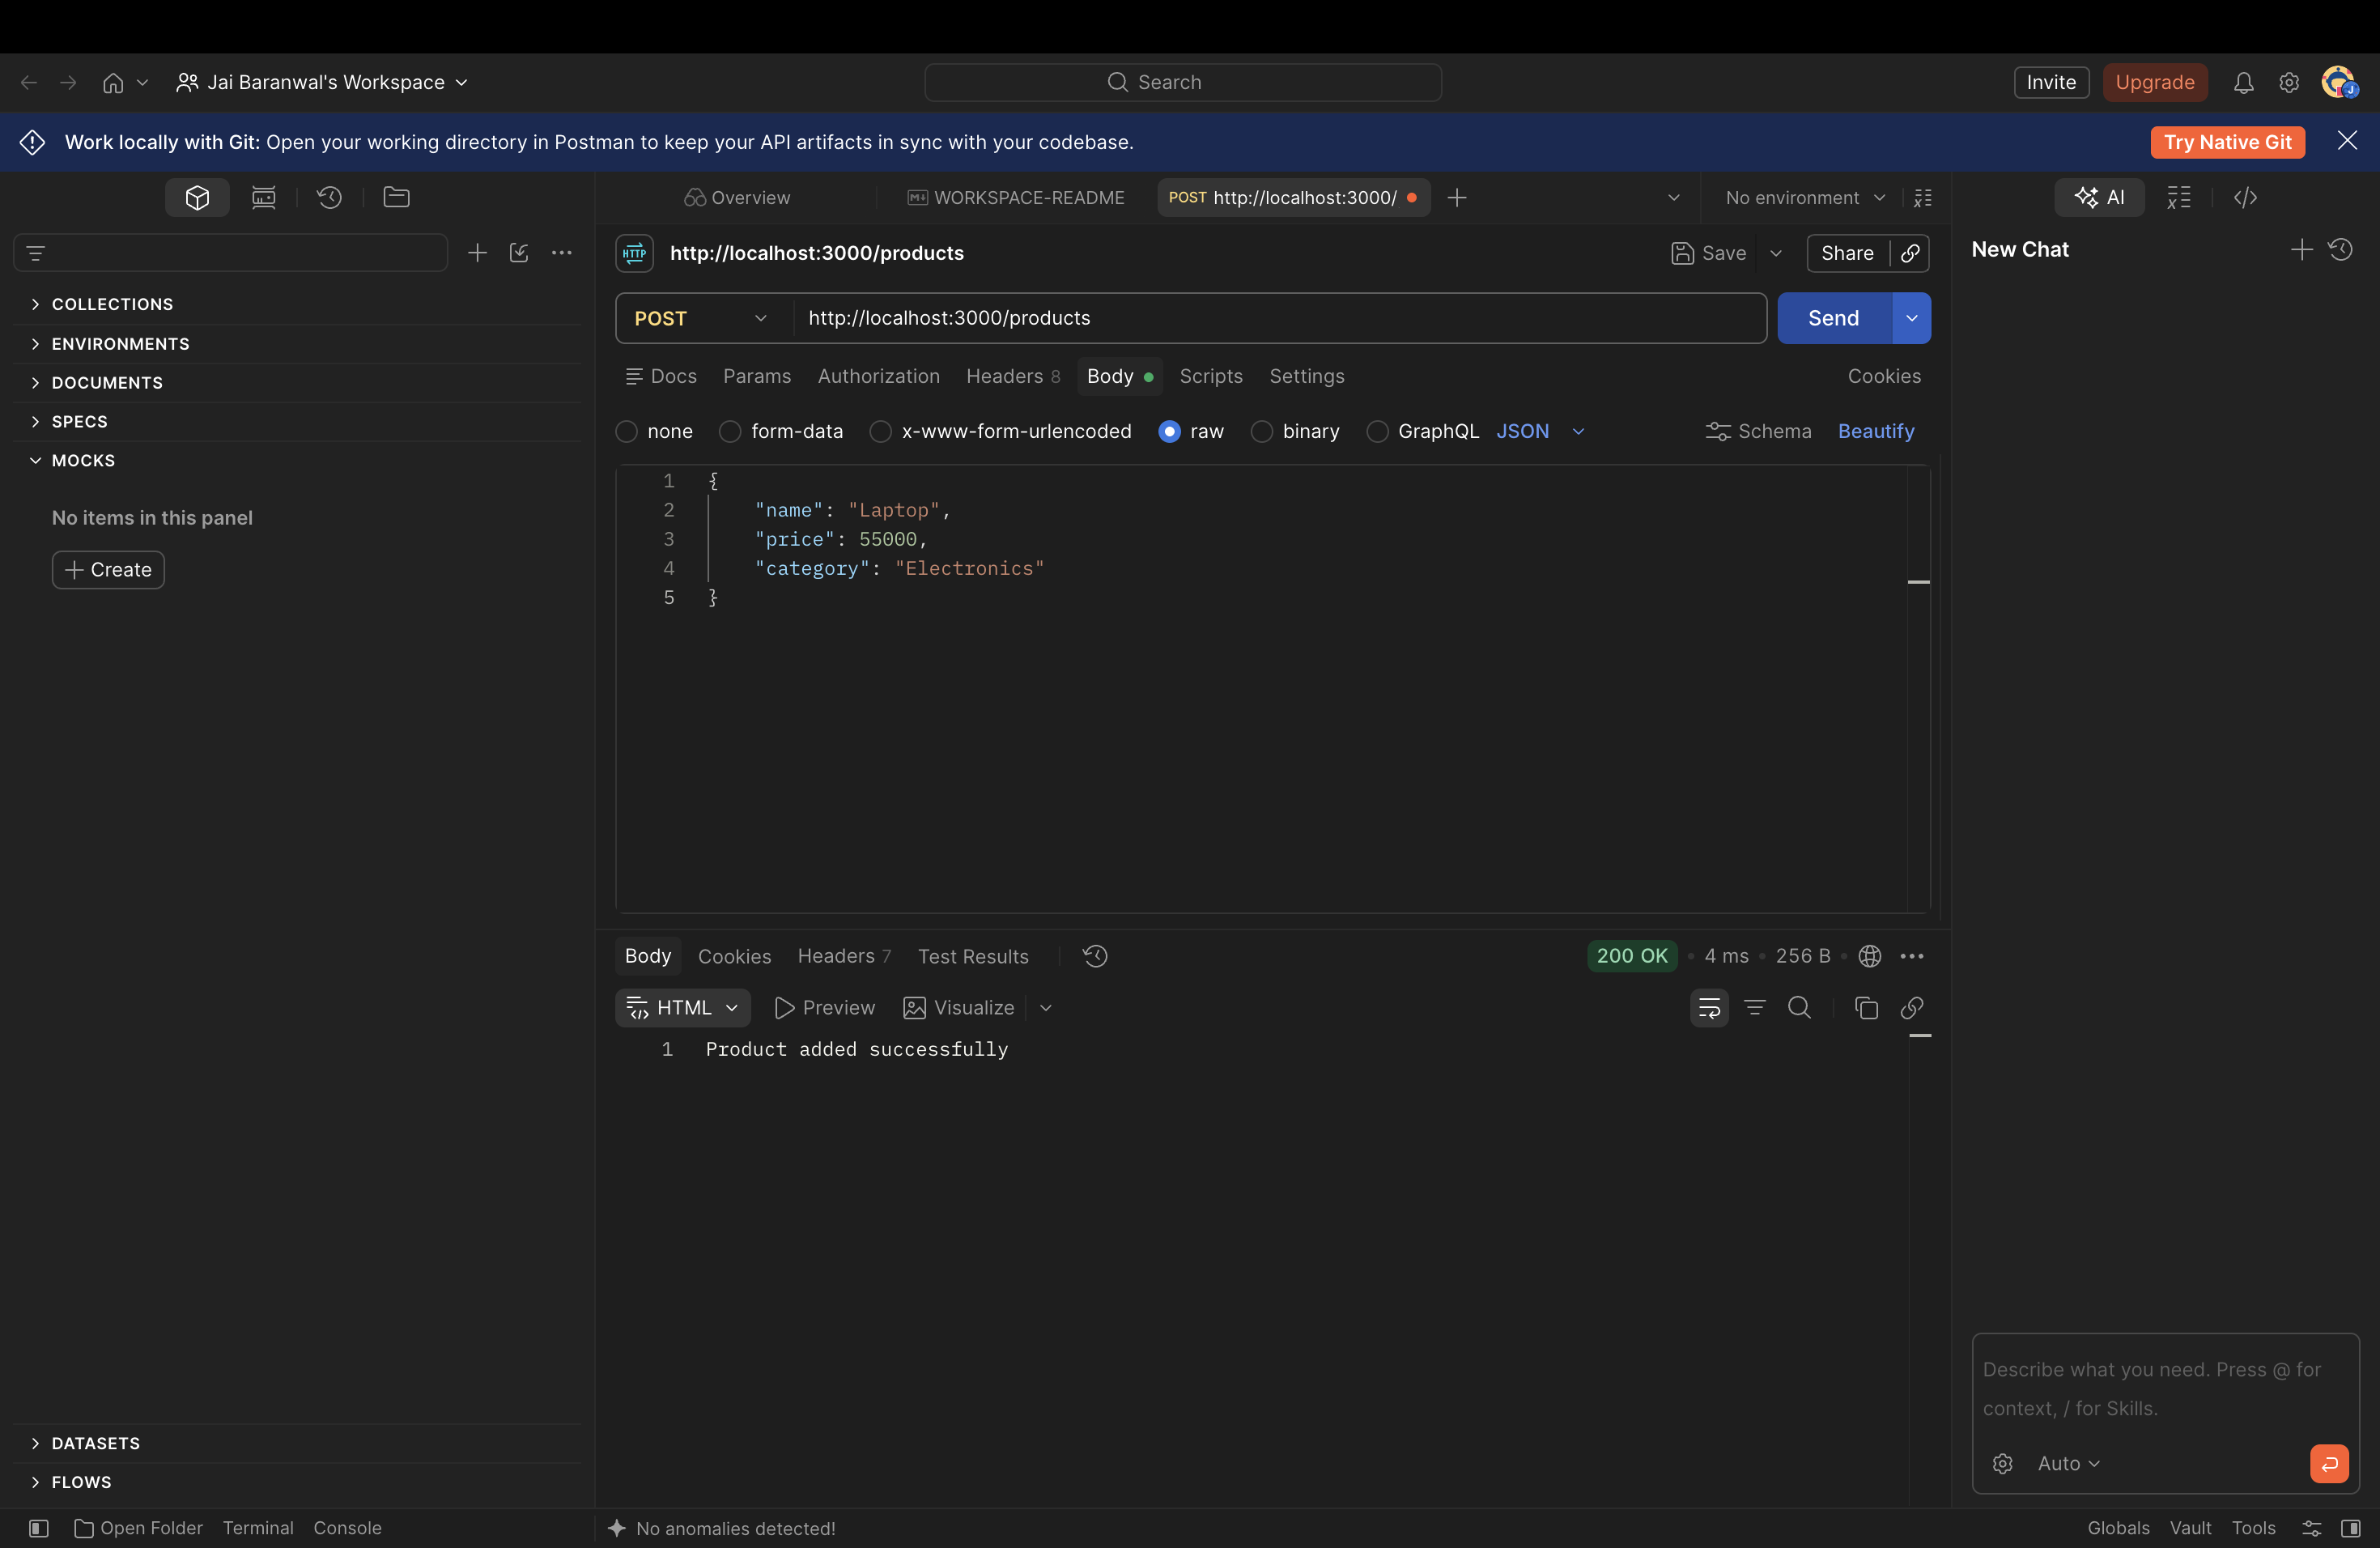 Jai Baranwal's Workspace
Search
Invite
Upgrade
Work locally with Git: Open your working directory in Postman to keep your API artifacts in sync with your codebase.
Try Native Git
Overview
WORKSPACE-README
POST http://localhost:3000/
No environment
AI
COLLECTIONS
ENVIRONMENTS
DOCUMENTS
SPECS
MOCKS
No items in this panel
Create
DATASETS
FLOWS
HTTP
http://localhost:3000/products
Save
Share
POST
http://localhost:3000/products
Send
Docs
Params
Authorization
Headers 8
Body
Scripts
Settings
Cookies
none
form-data
x-www-form-urlencoded
raw
binary
GraphQL
JSON
Schema
Beautify
1 {
2 "name": "Laptop",
3 "price": 55000,
4 "category": "Electronics"
5 }
Body
Cookies
Headers 7
Test Results
200 OK
4 ms
256 B
HTML
Preview
Visualize
1 Product added successfully
New Chat
Describe what you need. Press @ for
context, / for Skills.
Auto
Open Folder
Terminal
Console
No anomalies detected!
Globals
Vault
Tools